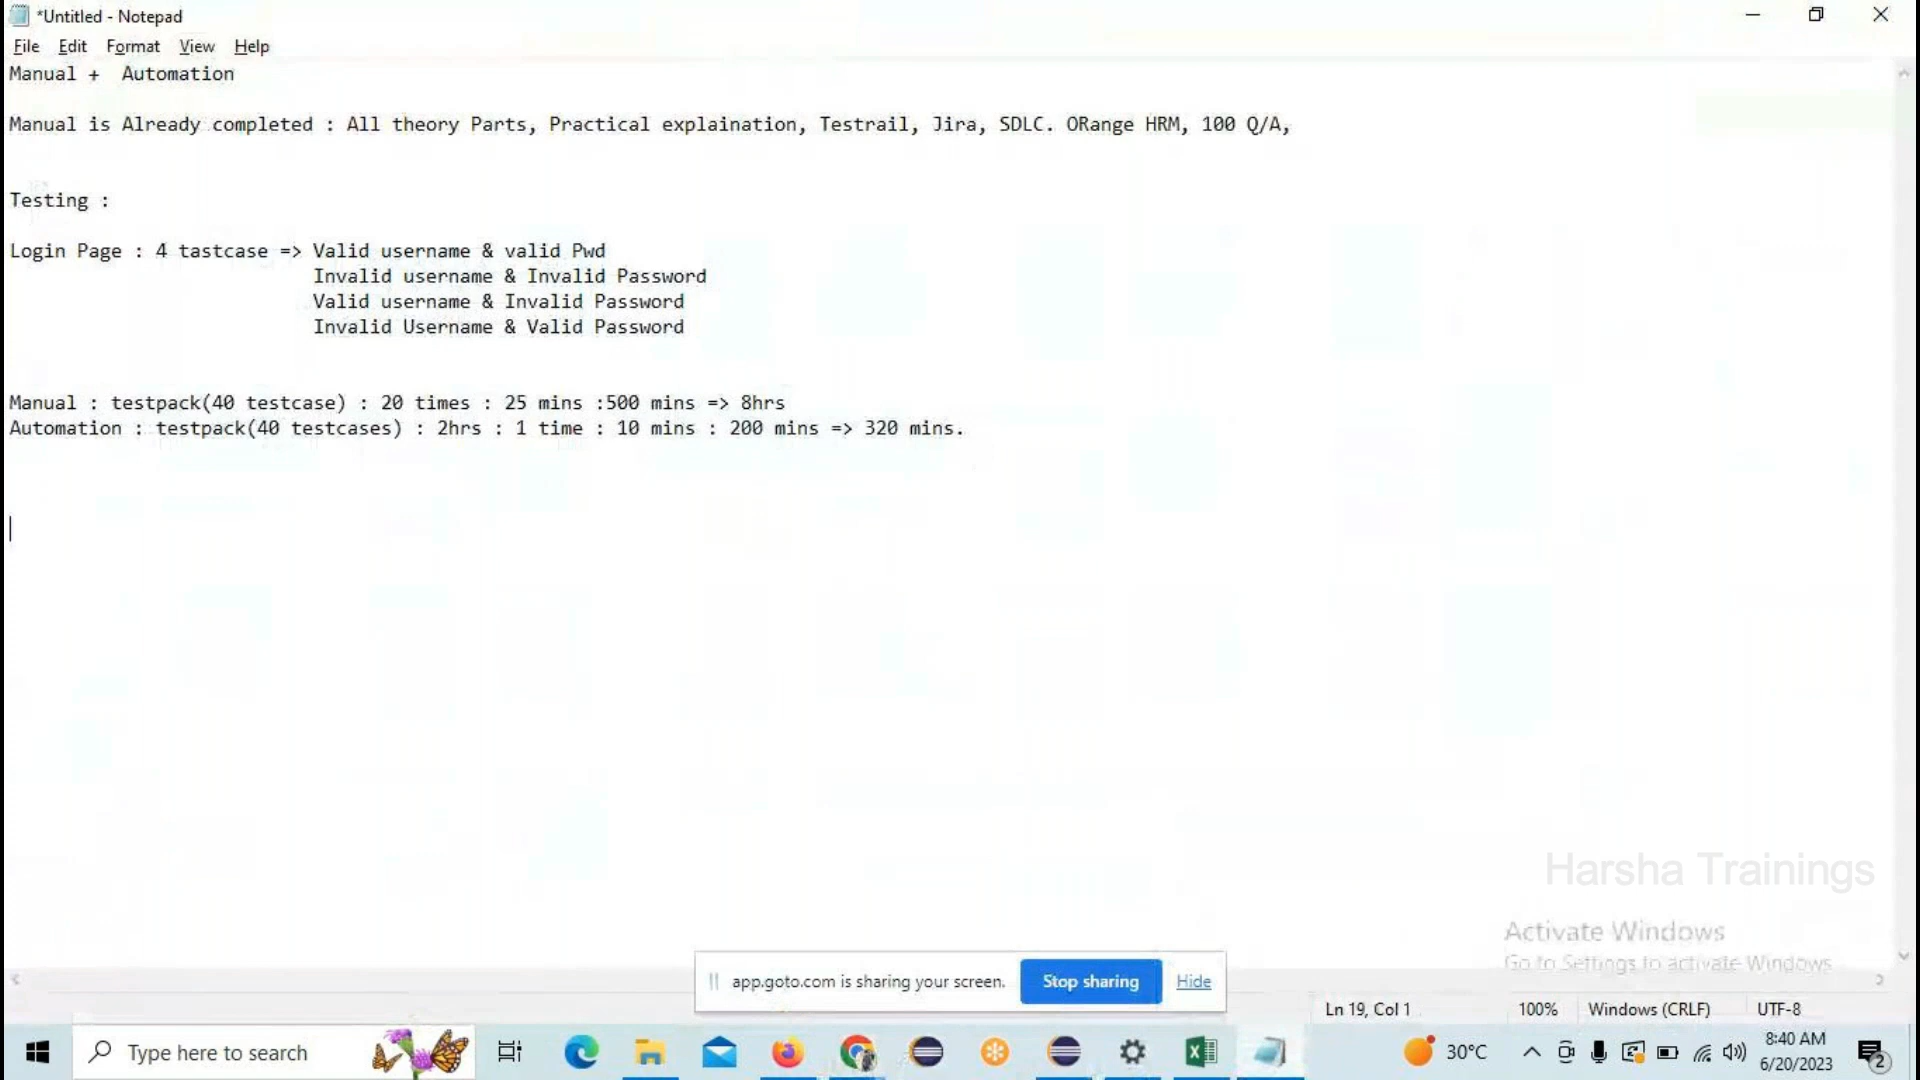 *Untitled - Notepad
File Edit Format View Help
Manual + Automation
Manual is Already completed : All theory Parts, Practical explaination, Testrail, Jira, SDLC. ORange HRM, 100 Q/A,
Testing :
Login Page : 4 tastcase => Valid username & valid Pwd
Invalid username & Invalid Password
Valid username & Invalid Password
Invalid Username & Valid Password
Manual : testpack(40 testcase) : 20 times : 25 mins :500 mins => 8hrs
Automation : testpack(40 testcases) : 2hrs : 1 time : 10 mins : 200 mins => 320 mins.
Harsha Trainings
Activate Windows
Go to Settings to activate Windows
app.goto.com is sharing your screen. Stop sharing Hide
Ln 19, Col 1 100% Windows (CRLF) UTF-8
Type here to search
30°C
8:40 AM
6/20/2023
2